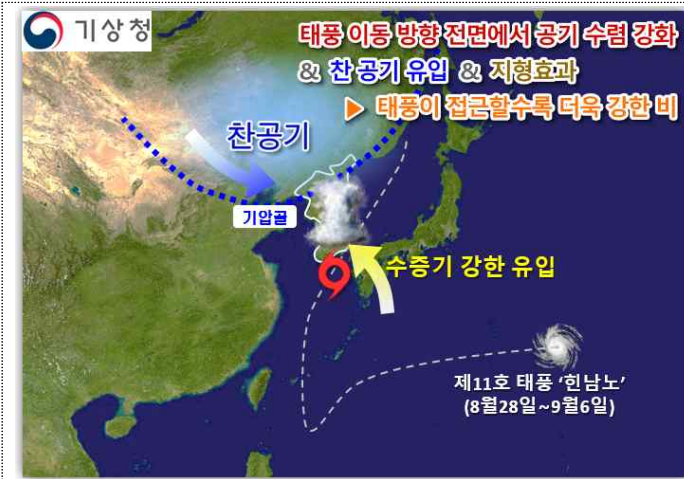 기상청
태풍 이동 방향 전면에서 공기 수렴 강화
& 찬 공기 유입 & 지형효과
▶ 태풍이 접근할수록 더욱 강한 비
찬공기
기압골
수증기 강한 유입
제11호 태풍 '힌남노'
(8월28일~9월6일)